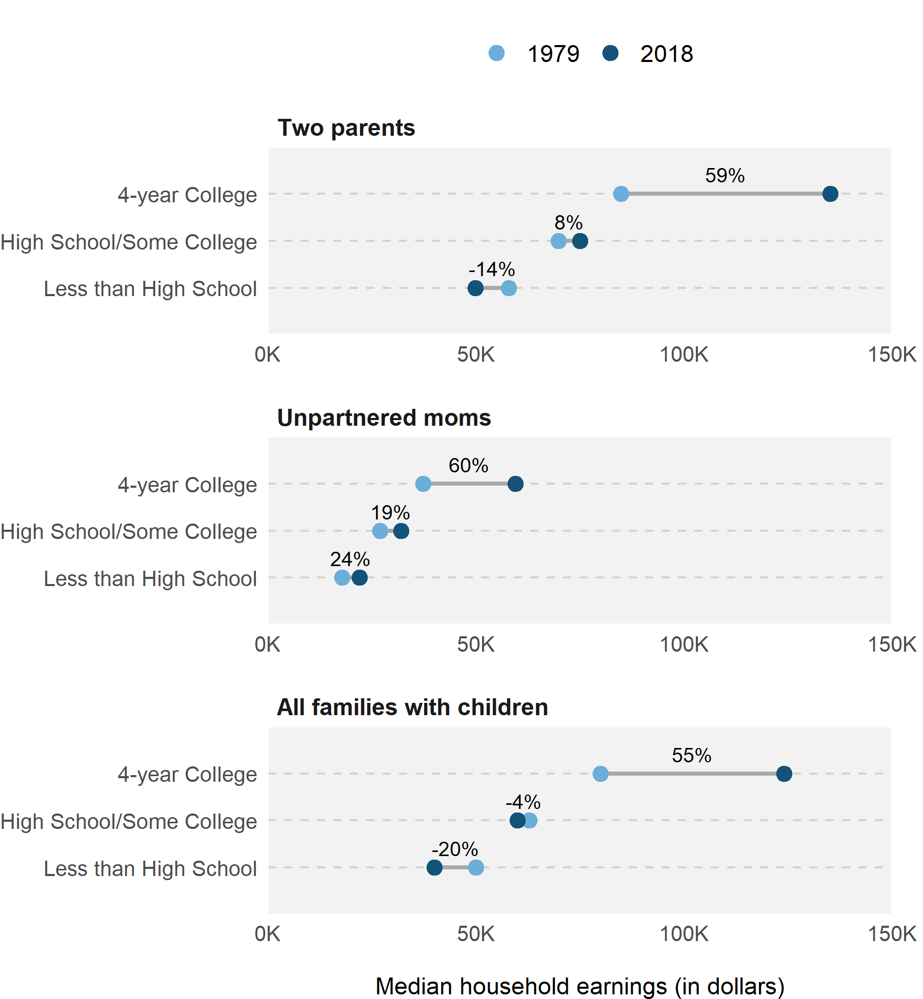 1979 2018
Two parents
59%
4-year College
8%
High School/Some College
-14%
Less than High School
0K 50K 100K 150K
Unpartnered moms
60%
4-year College
19%
High School/Some College
24%
Less than High School
0K 50K 100K 150K
All families with children
55%
4-year College
-4%
High School/Some College
-20%
Less than High School
0K 50K 100K 150K
Median household earnings (in dollars)